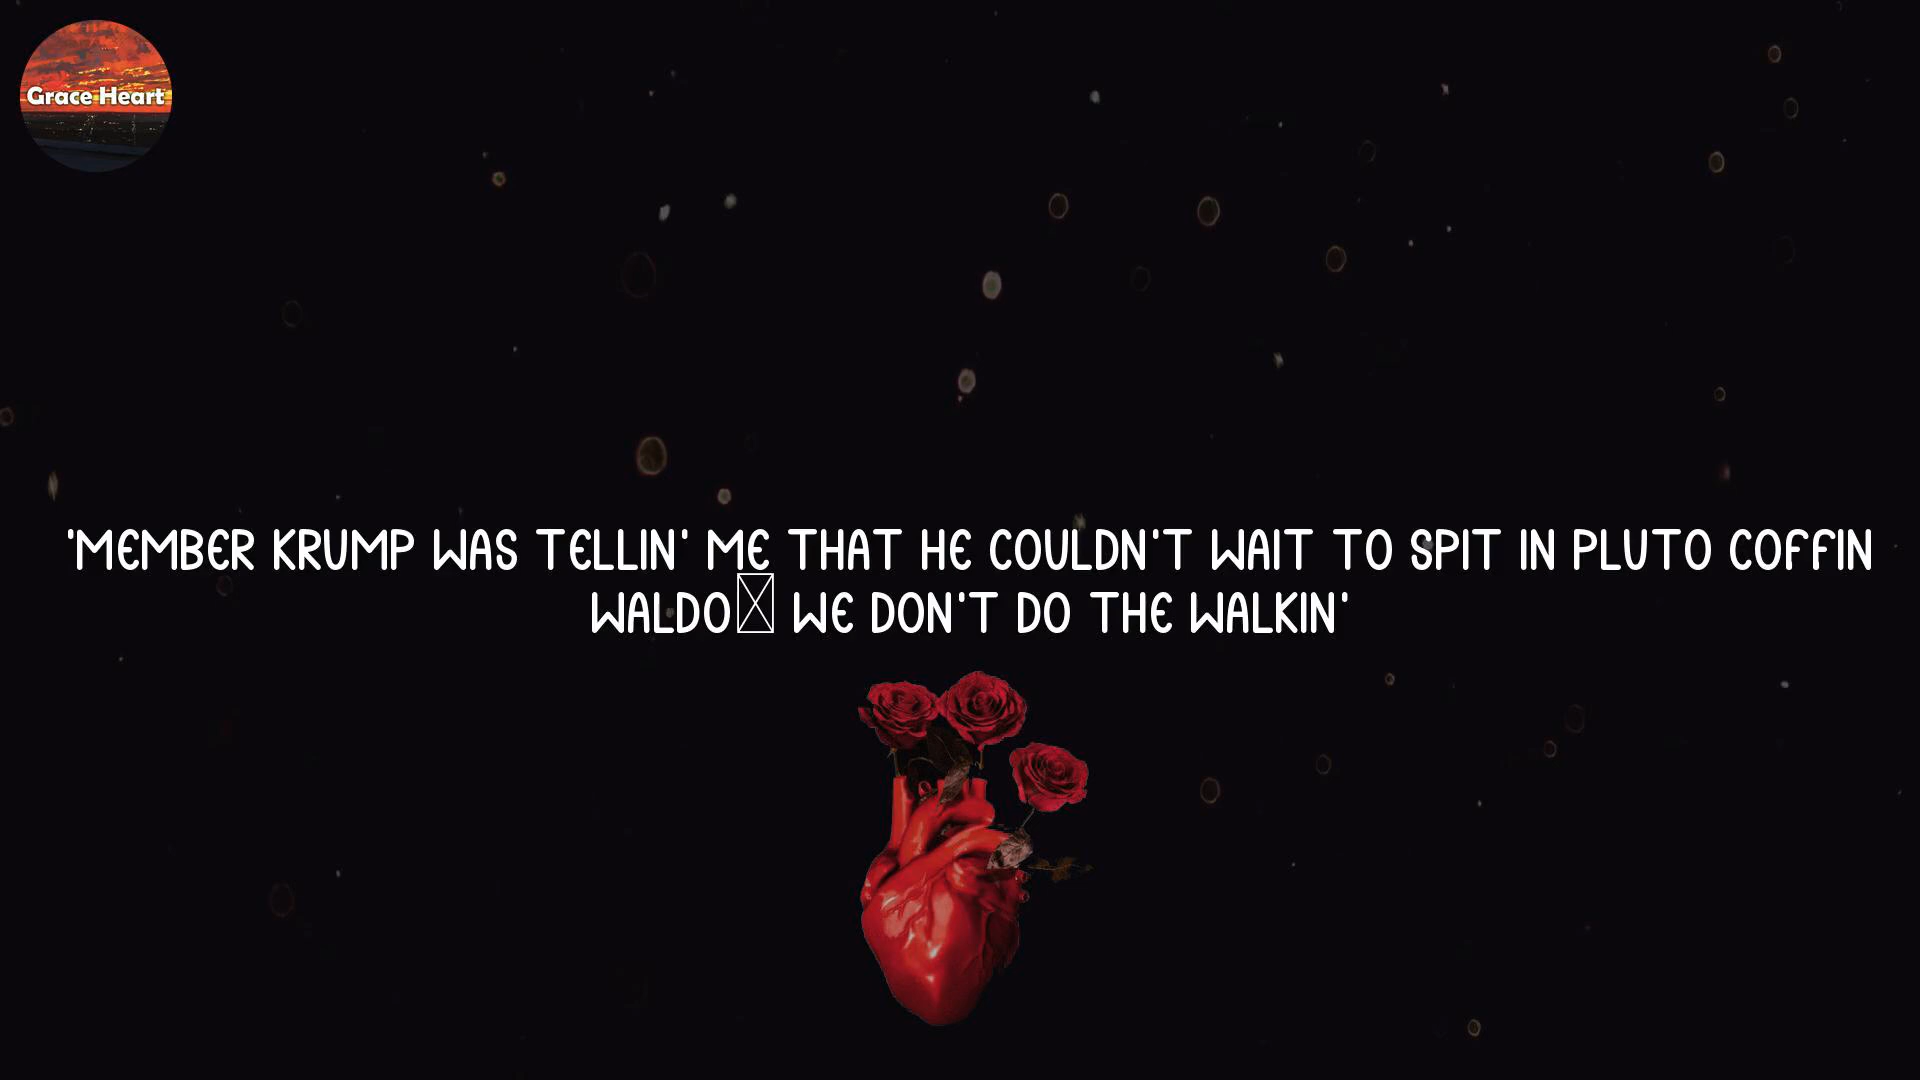 Grace Heart
'MEMBER KRUMP WAS TELLIN' ME THAT HE COULDN'T WAIT TO SPIT IN PLUTO COFFIN
WALDO WE DON'T DO THE WALKIN'